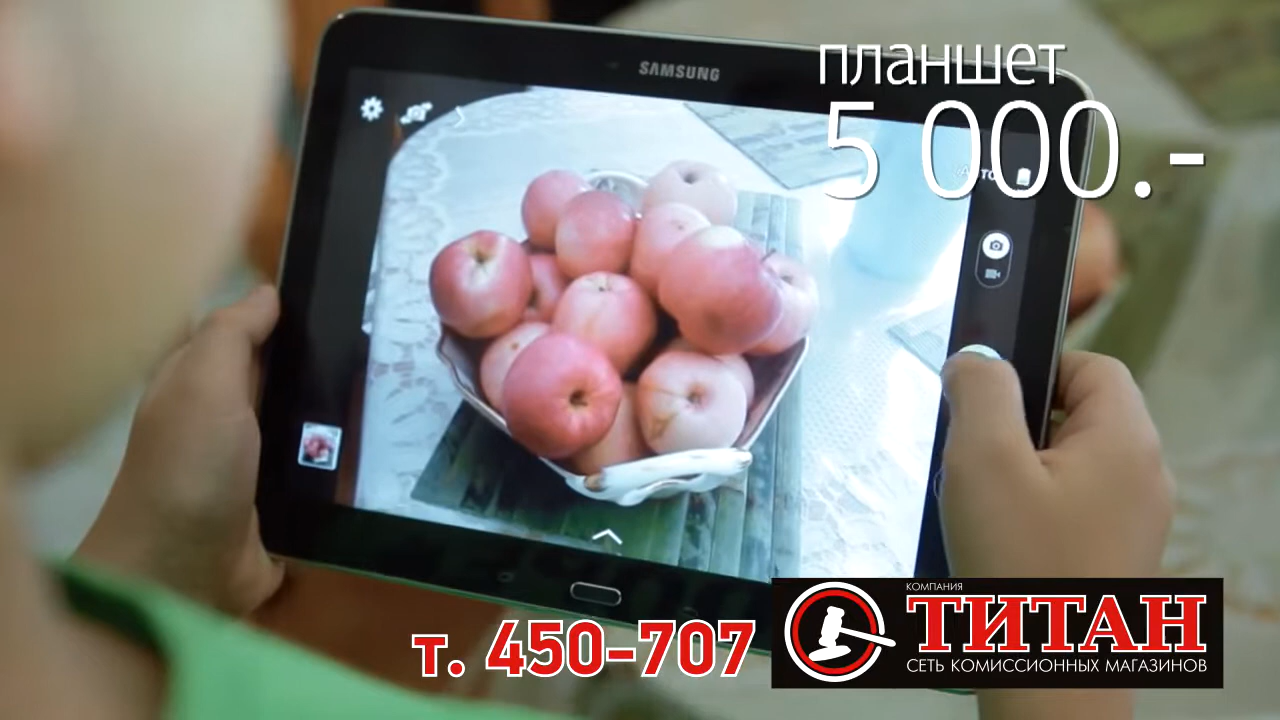 SAMSUNG
планшет
5 000.-
т. 450-707
КОМПАНИЯ
ТИТАН
СЕТЬ КОМИССИОННЫХ МАГАЗИНОВ